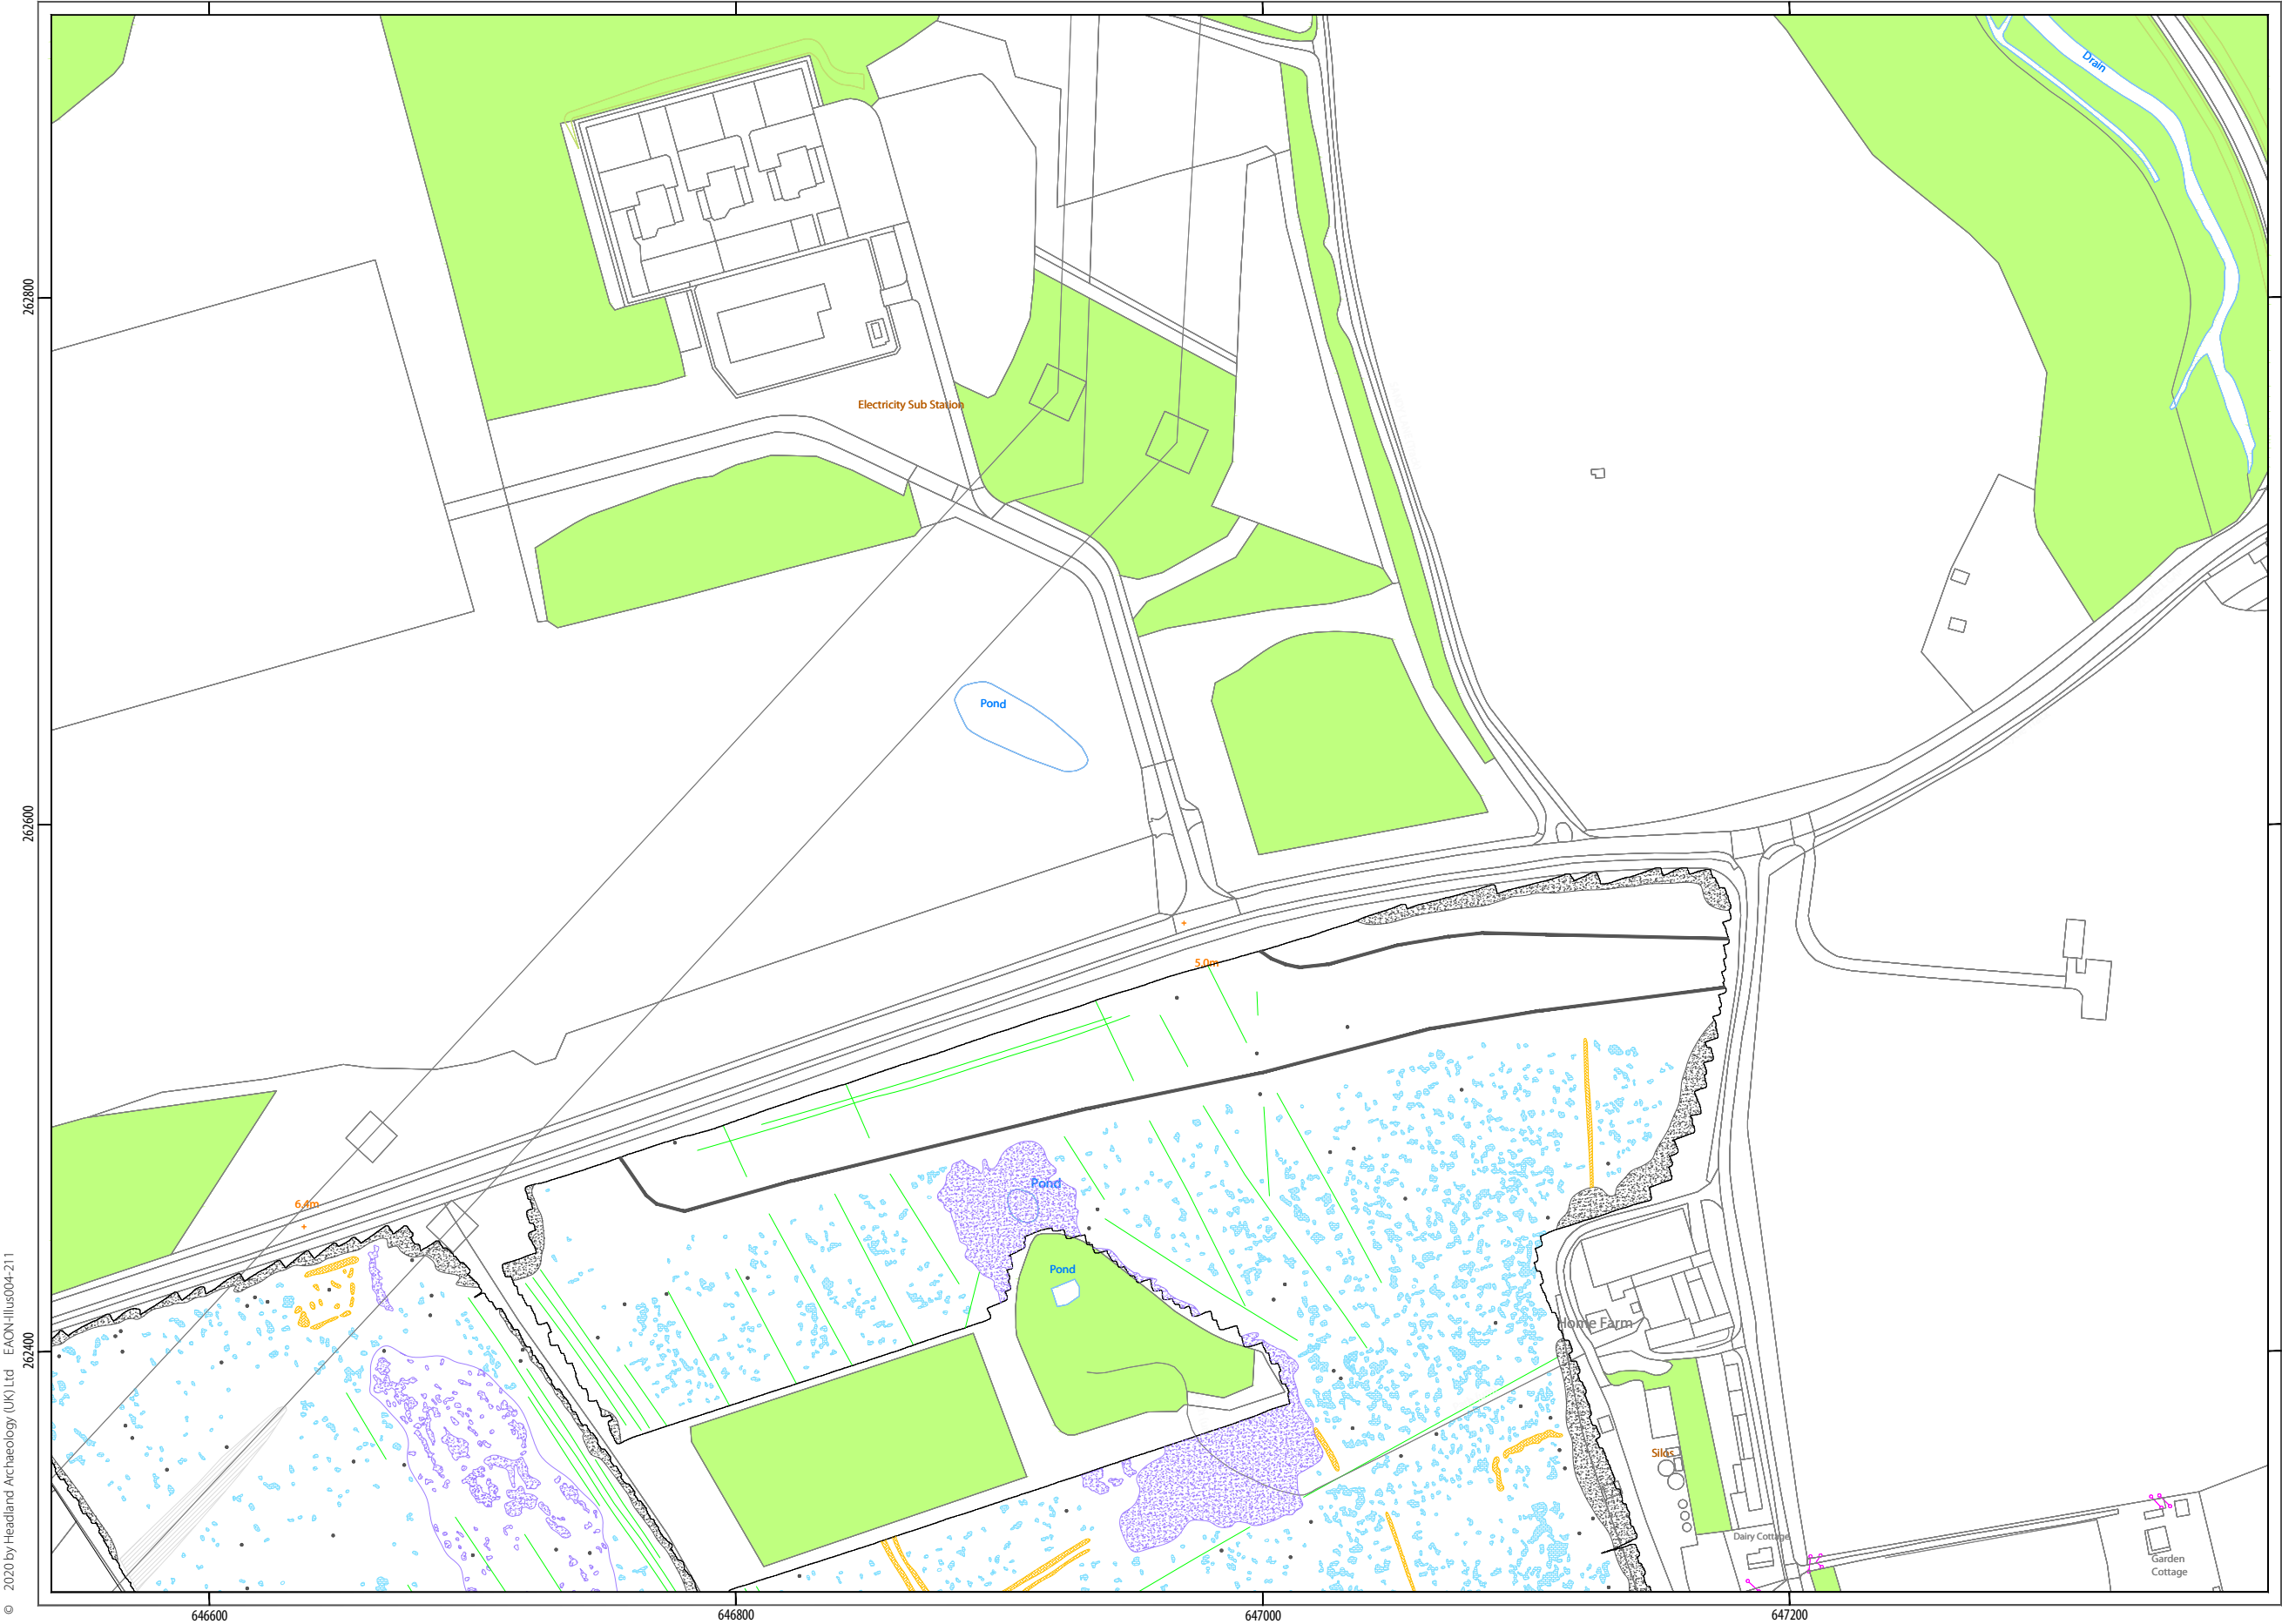 Drain
262800
Electricity Sub Station
Pond
262600
5.0m
Pond
6.4m
Pond
Home Farm
262400
Silos
Dairy Cottage
Garden
Cottage
© 2020 by Headland Archaeology (UK) Ltd EAON-Illus004-211
646600
646800
647000
647200